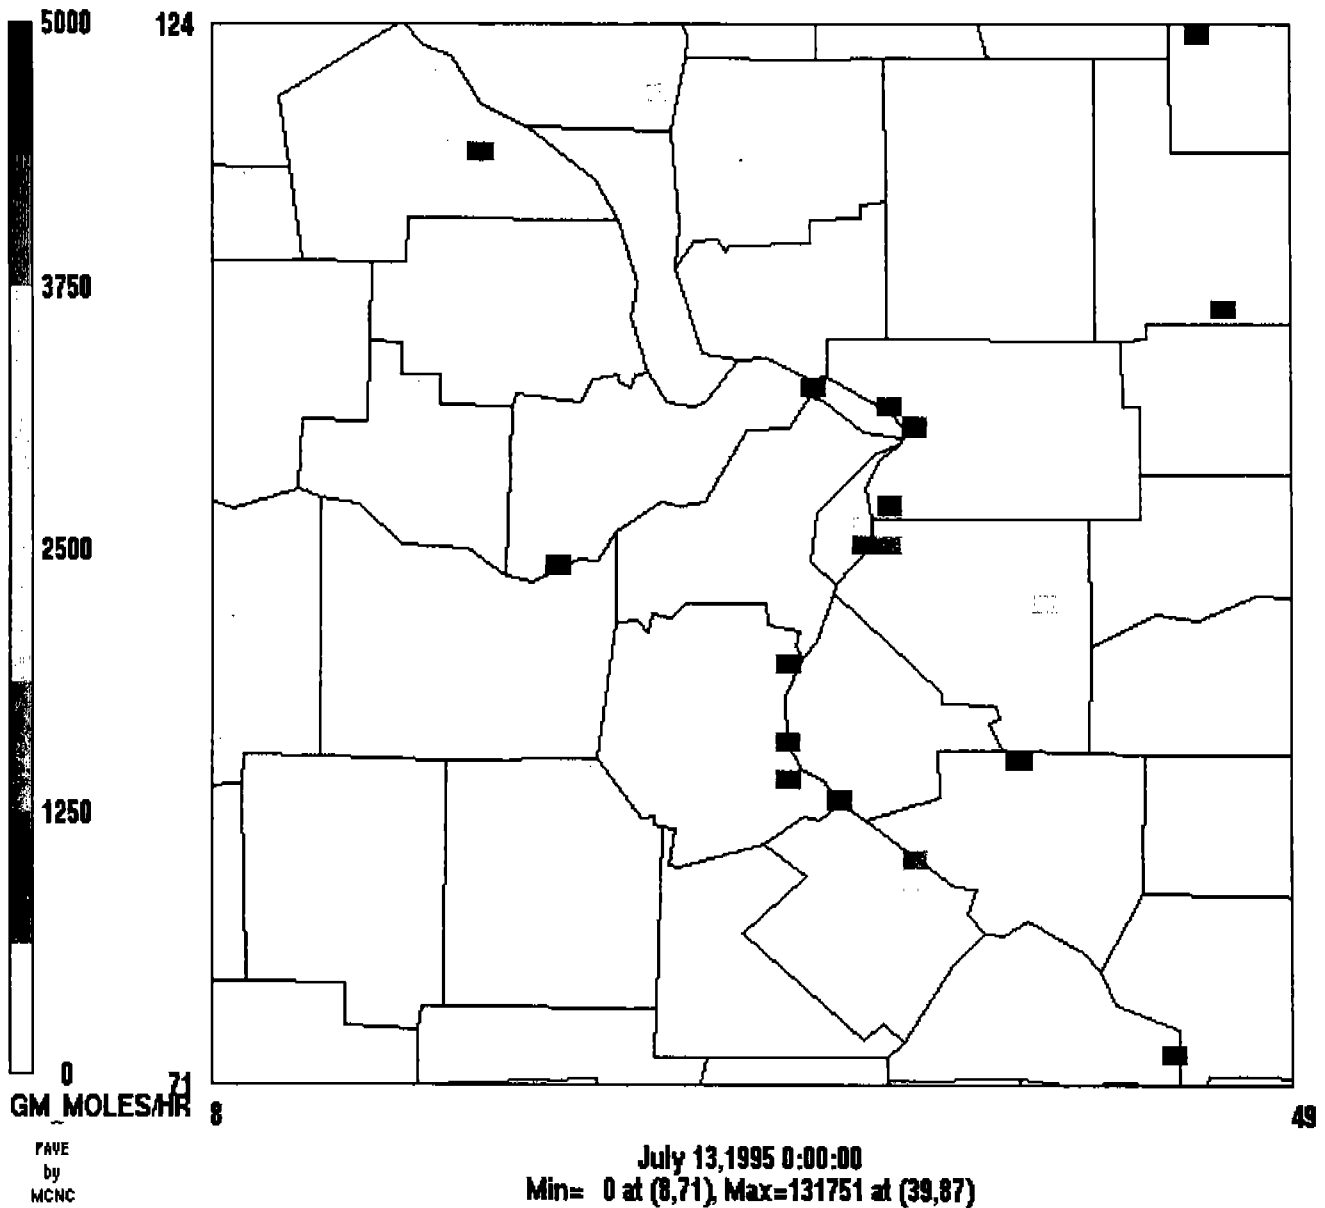 5000
124
3750
2500
1250
0
71
GM_MOLES/HR
8
49
PAVE
by
MCNC
July 13,1995 0:00:00
Min= 0 at (8,71), Max=131751 at (39,87)